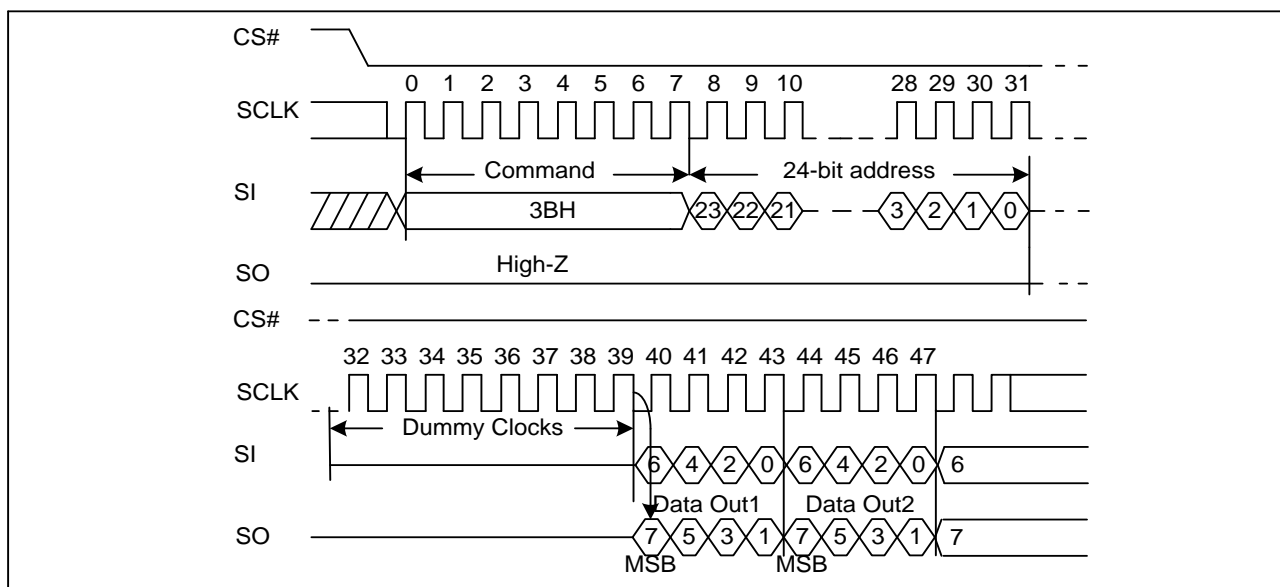 CS#
0 1 2 3 4 5 6 7 8 9 10 28 29 30 31
SCLK
Command 24-bit address
SI
3BH 23 22 21 3 2 1 0
High-Z
SO
CS#
32 33 34 35 36 37 38 39 40 41 42 43 44 45 46 47
SCLK
Dummy Clocks
SI
6 4 2 0 6 4 2 0 6
Data Out1 Data Out2
SO
7 5 3 1 7 5 3 1 7
MSB MSB